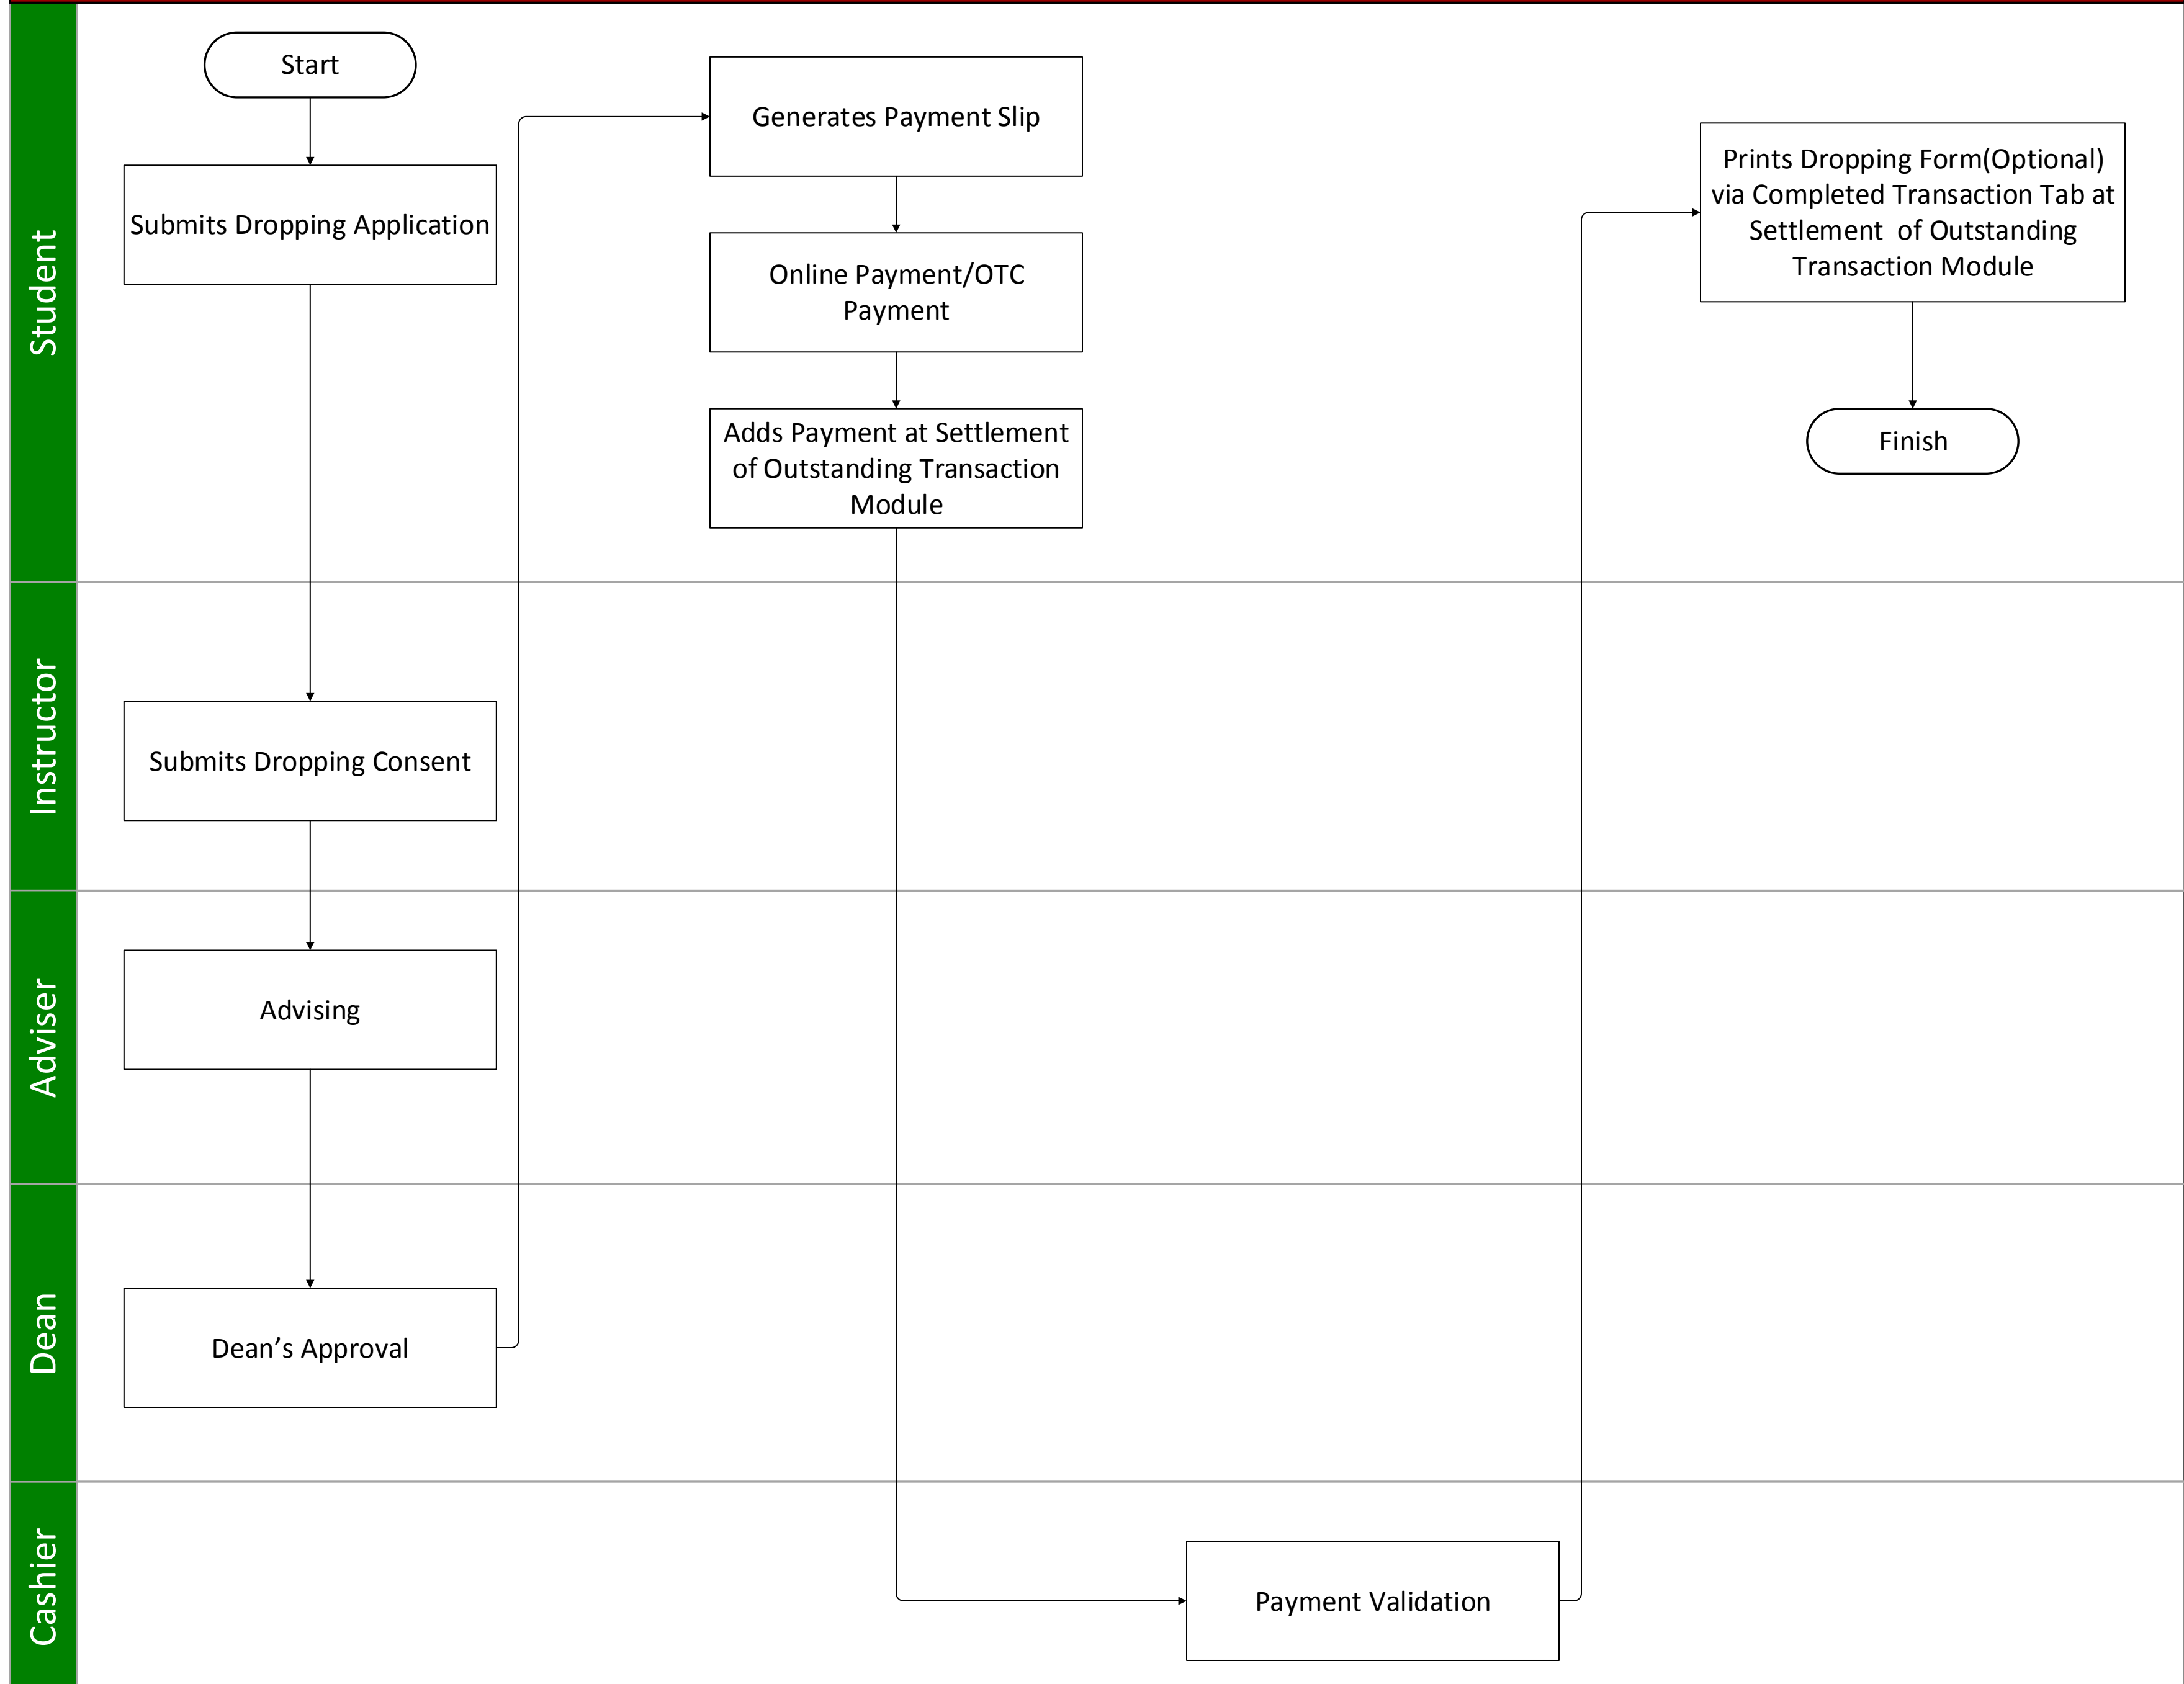 Student
Start
Submits Dropping Application
Generates Payment Slip
Online Payment/OTC
Payment
Adds Payment at Settlement
of Outstanding Transaction
Module
Prints Dropping Form(Optional)
via Completed Transaction Tab at
Settlement of Outstanding
Transaction Module
Finish
Instructor
Submits Dropping Consent
Adviser
Advising
Dean
Dean’s Approval
Cashier
Payment Validation